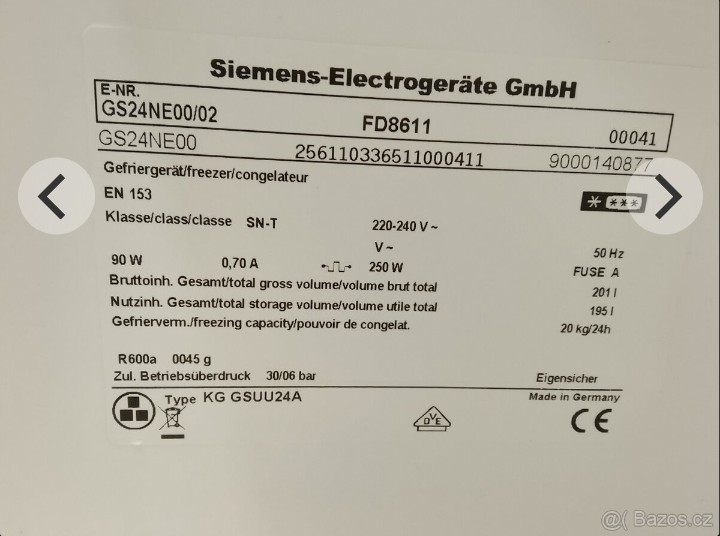 Siemens-Electrogeräte GmbH
E-NR.
GS24NE00/02 FD8611 00041
GS24NE00 256110336511000411 9000140877
Gefriergerät/freezer/congelateur
EN 153
Klasse/class/classe SN-T 220-240 V ~
V ~ 50 Hz
90 W 0,70 A 250 W FUSE A
Bruttoinh. Gesamt/total gross volume/volume brut total 201 l
Nutzinh. Gesamt/total storage volume/volume utile total 195 l
Gefrierverm./freezing capacity/pouvoir de congelat. 20 kg/24h
R600a 0045 g
Zul. Betriebsüberdruck 30/06 bar Eigensicher
Type KG GSUU24A Made in Germany
DVE
CE
Bazos.cz